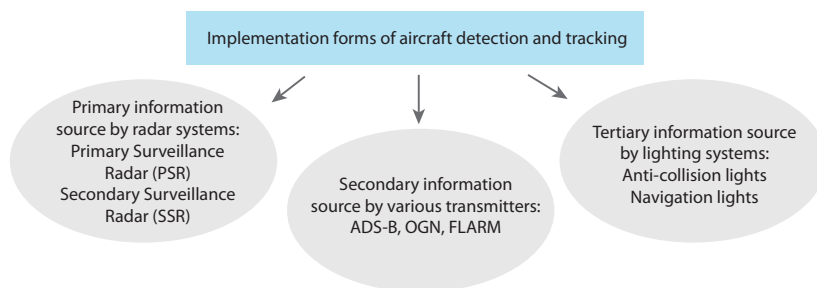 Implementation forms of aircraft detection and tracking
Primary information
source by radar systems:
Primary Surveillance
Radar (PSR)
Secondary Surveillance
Radar (SSR)
Secondary information
source by various transmitters:
ADS-B, OGN, FLARM
Tertiary information source
by lighting systems:
Anti-collision lights
Navigation lights